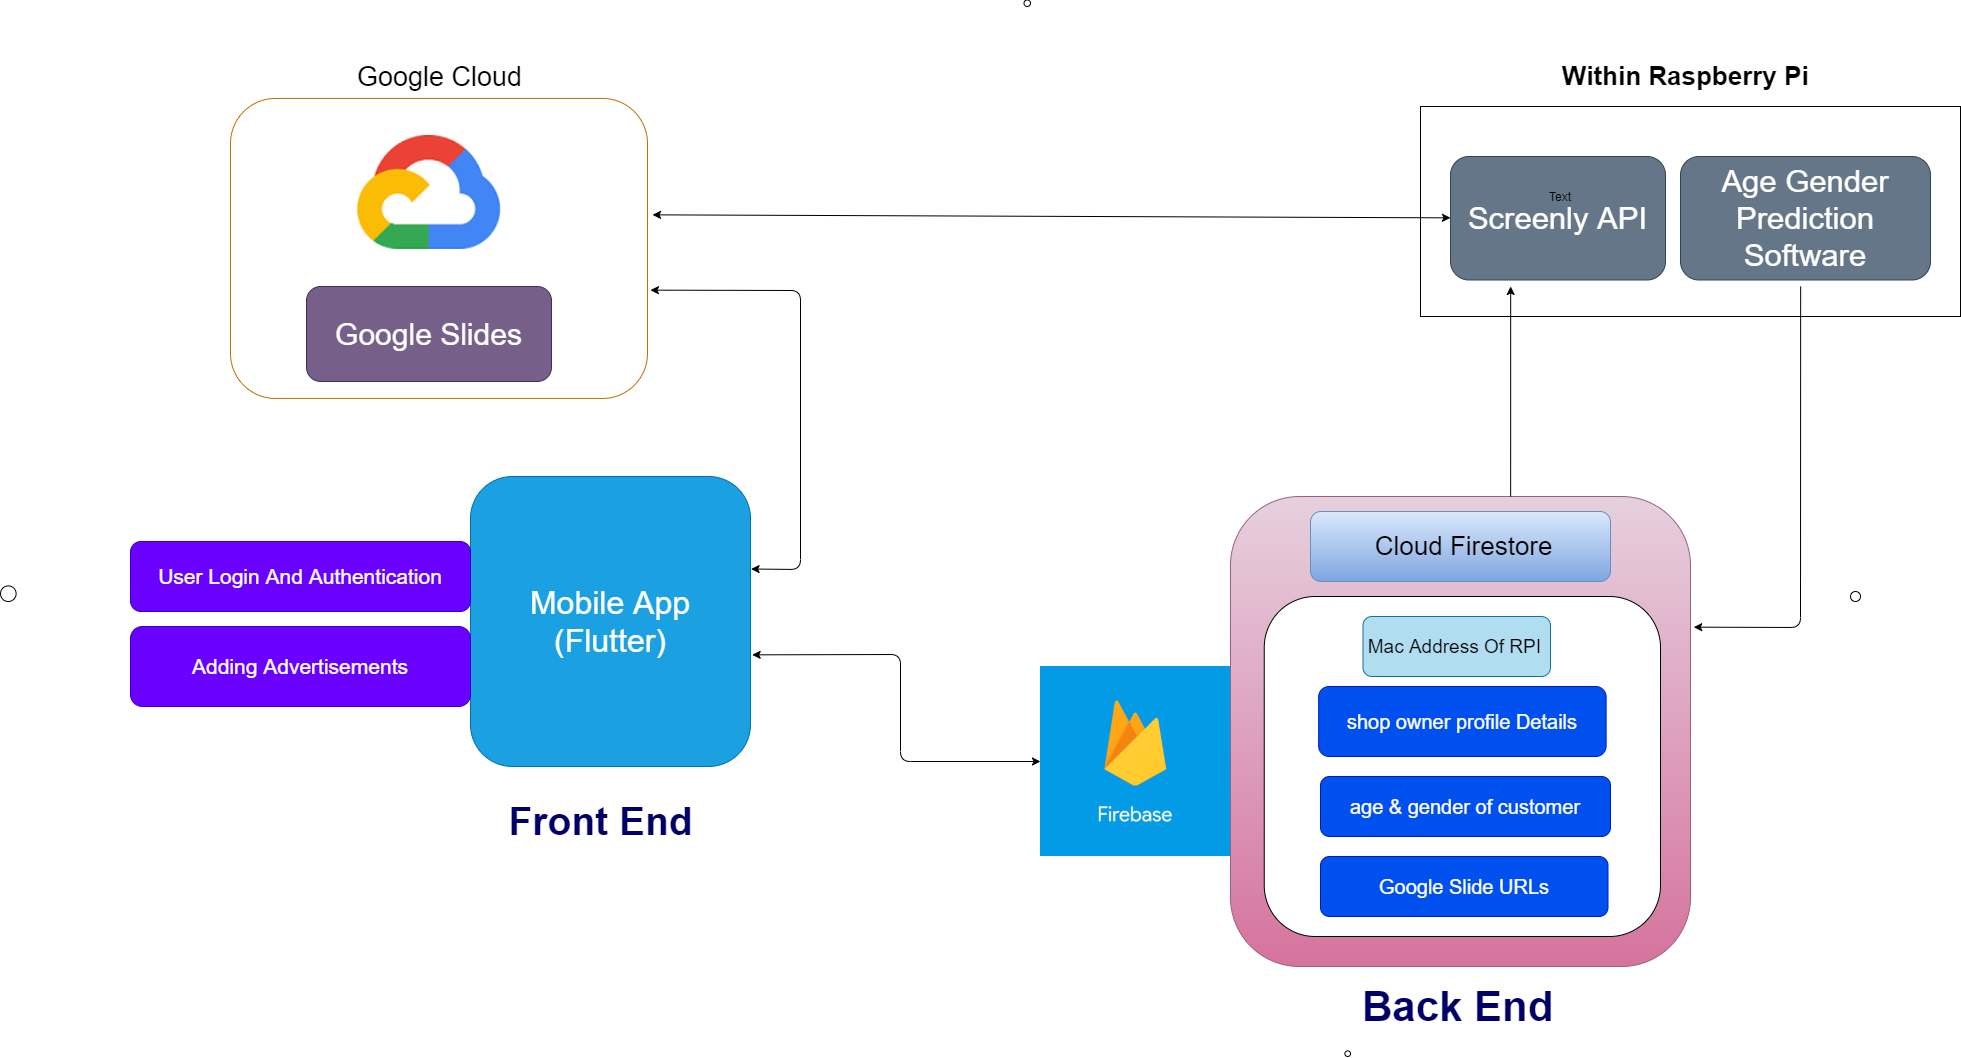 Google Cloud
Google Slides
Within Raspberry Pi
Text
Screenly API
Age Gender
Prediction
Software
User Login And Authentication
Adding Advertisements
Mobile App
(Flutter)
Front End
Firebase
Cloud Firestore
Mac Address Of RPI
shop owner profile Details
age & gender of customer
Google Slide URLs
Back End